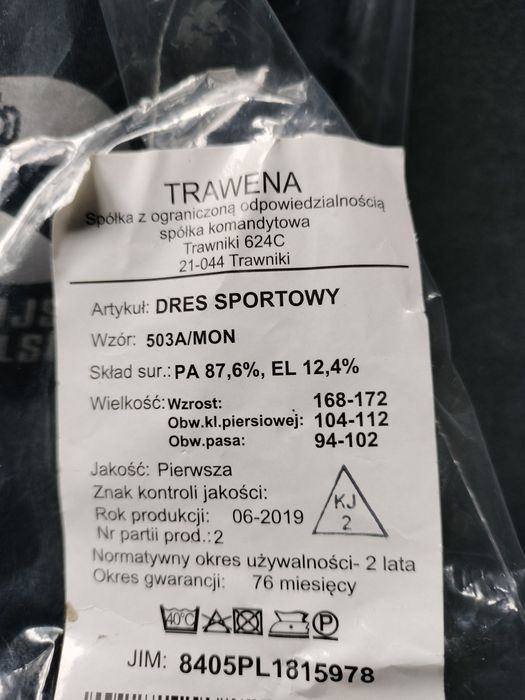 TRAWENA
Spółka z ograniczoną odpowiedzialnością
spółka komandytowa
Trawniki 624C
21-044 Trawniki
Artykuł: DRES SPORTOWY
Wzór: 503A/MON
Skład sur.: PA 87,6%, EL 12,4%
Wielkość: Wzrost: 168-172
Obw.kl.piersiowej: 104-112
Obw.pasa: 94-102
Jakość: Pierwsza
Znak kontroli jakości:
KJ
2
Rok produkcji: 06-2019
Nr partii prod.:2
Normatywny okres używalności- 2 lata
Okres gwarancji: 76 miesięcy
40°C P
JIM: 8405PL1815978